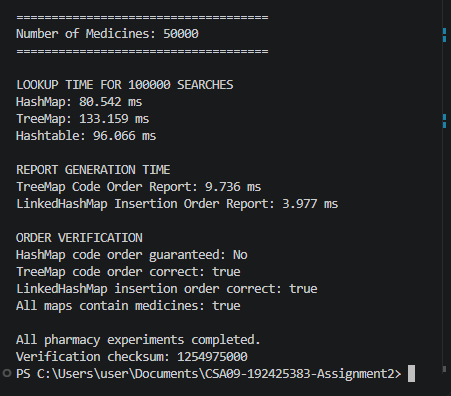 ====================================
Number of Medicines: 50000
====================================
LOOKUP TIME FOR 100000 SEARCHES
HashMap: 80.542 ms
TreeMap: 133.159 ms
Hashtable: 96.066 ms
REPORT GENERATION TIME
TreeMap Code Order Report: 9.736 ms
LinkedHashMap Insertion Order Report: 3.977 ms
ORDER VERIFICATION
HashMap code order guaranteed: No
TreeMap code order correct: true
LinkedHashMap insertion order correct: true
All maps contain medicines: true
All pharmacy experiments completed.
Verification checksum: 1254975000
PS C:\Users\user\Documents\CSA09-192425383-Assignment2>